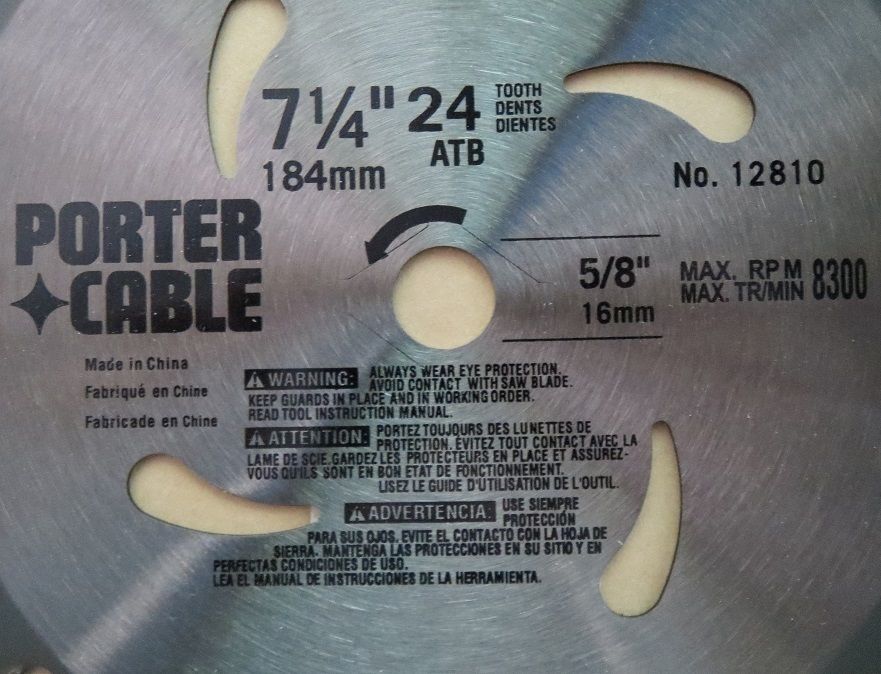 7 1/4" 24 TOOTH
DENTS
DIENTES
184mm ATB
No. 12810
PORTER
CABLE
5/8"
16mm
MAX. RPM 8300
MAX. TR/MIN
Made in China
Fabriqué en Chine
Fabricade en Chine
WARNING: ALWAYS WEAR EYE PROTECTION.
AVOID CONTACT WITH SAW BLADE.
KEEP GUARDS IN PLACE AND IN WORKING ORDER.
READ TOOL INSTRUCTION MANUAL.
ATTENTION: PORTEZ TOUJOURS DES LUNETTES DE
PROTECTION. EVITEZ TOUT CONTACT AVEC LA
LAME DE SCIE. GARDEZ LES PROTECTEURS EN PLACE ET ASSUREZ-
VOUS QU'ILS SONT EN BON ETAT DE FONCTIONNEMENT.
LISEZ LE GUIDE D'UTILISATION DE L'OUTIL.
ADVERTENCIA: USE SIEMPRE
PROTECCIÓN
PARA SUS OJOS. EVITE EL CONTACTO CON LA HOJA DE
SIERRA. MANTENGA LAS PROTECCIONES EN SU SITIO Y EN
PERFECTAS CONDICIONES DE USO.
LEA EL MANUAL DE INSTRUCCIONES DE LA HERRAMIENTA.